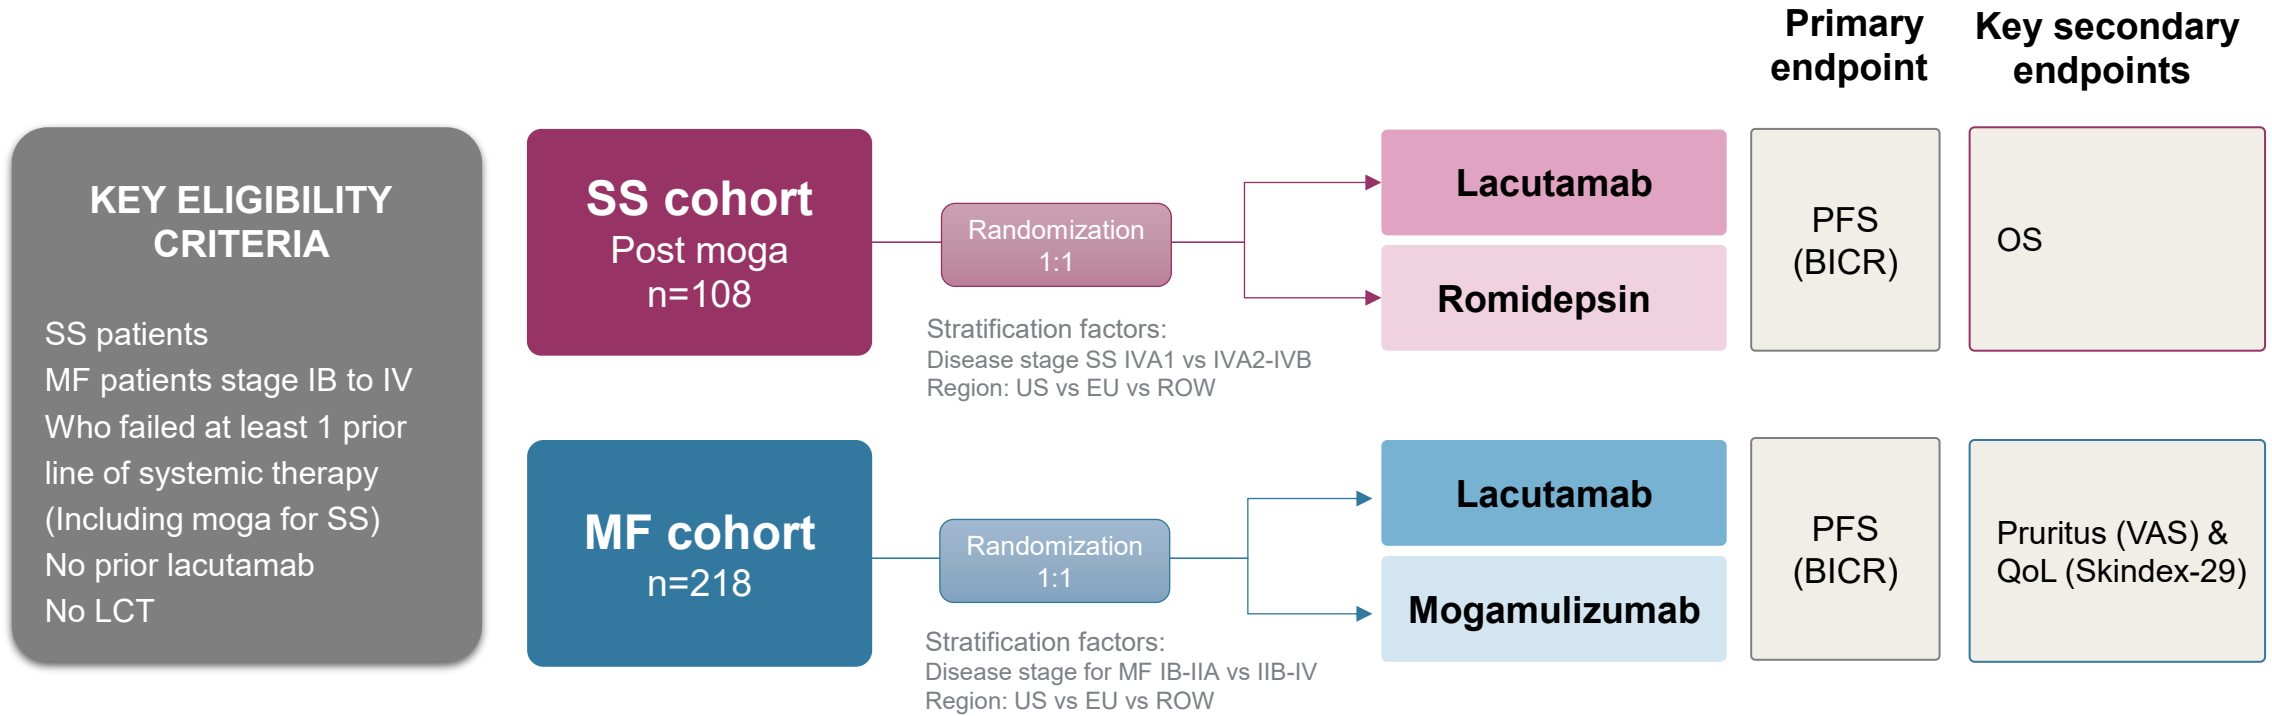 Primary
endpoint
Key secondary
endpoints
KEY ELIGIBILITY
CRITERIA
SS patients
MF patients stage IB to IV
Who failed at least 1 prior
line of systemic therapy
(Including moga for SS)
No prior lacutamab
No LCT
SS cohort
Post moga
n=108
Randomization
1:1
Stratification factors:
Disease stage SS IVA1 vs IVA2-IVB
Region: US vs EU vs ROW
Lacutamab
Romidepsin
PFS
(BICR)
OS
MF cohort
n=218
Randomization
1:1
Stratification factors:
Disease stage for MF IB-IIA vs IIB-IV
Region: US vs EU vs ROW
Lacutamab
Mogamulizumab
PFS
(BICR)
Pruritus (VAS) &
QoL (Skindex-29)